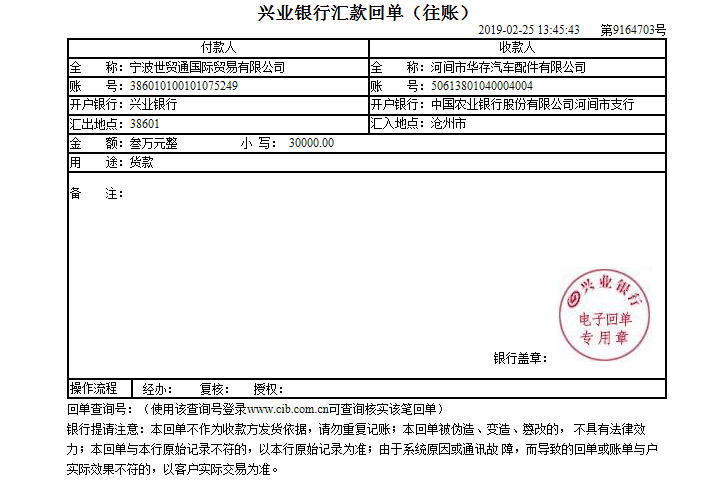 兴业银行汇款回单（往账）
2019-02-25 13:45:43 第9164703号
付款人 收款人
全 称：宁波世贸通国际贸易有限公司 全 称：河间市华存汽车配件有限公司
账 号：386010100101075249 账 号：50613801040004004
开户银行：兴业银行 开户银行：中国农业银行股份有限公司河间市支行
汇出地点：38601 汇入地点：沧州市
金 额：叁万元整 小 写： 30000.00
用 途：货款
备 注：
兴业银行
电子回单
专用章
银行盖章：
操作流程 经办： 复核： 授权：
回单查询号：（使用该查询号登录www.cib.com.cn可查询核实该笔回单）
银行提请注意：本回单不作为收款方发货依据，请勿重复记账；本回单被伪造、变造、篡改的， 不具有法律效
力；本回单与本行原始记录不符的，以本行原始记录为准；由于系统原因或通讯故 障，而导致的回单或账单与户
实际效果不符的，以客户实际交易为准。